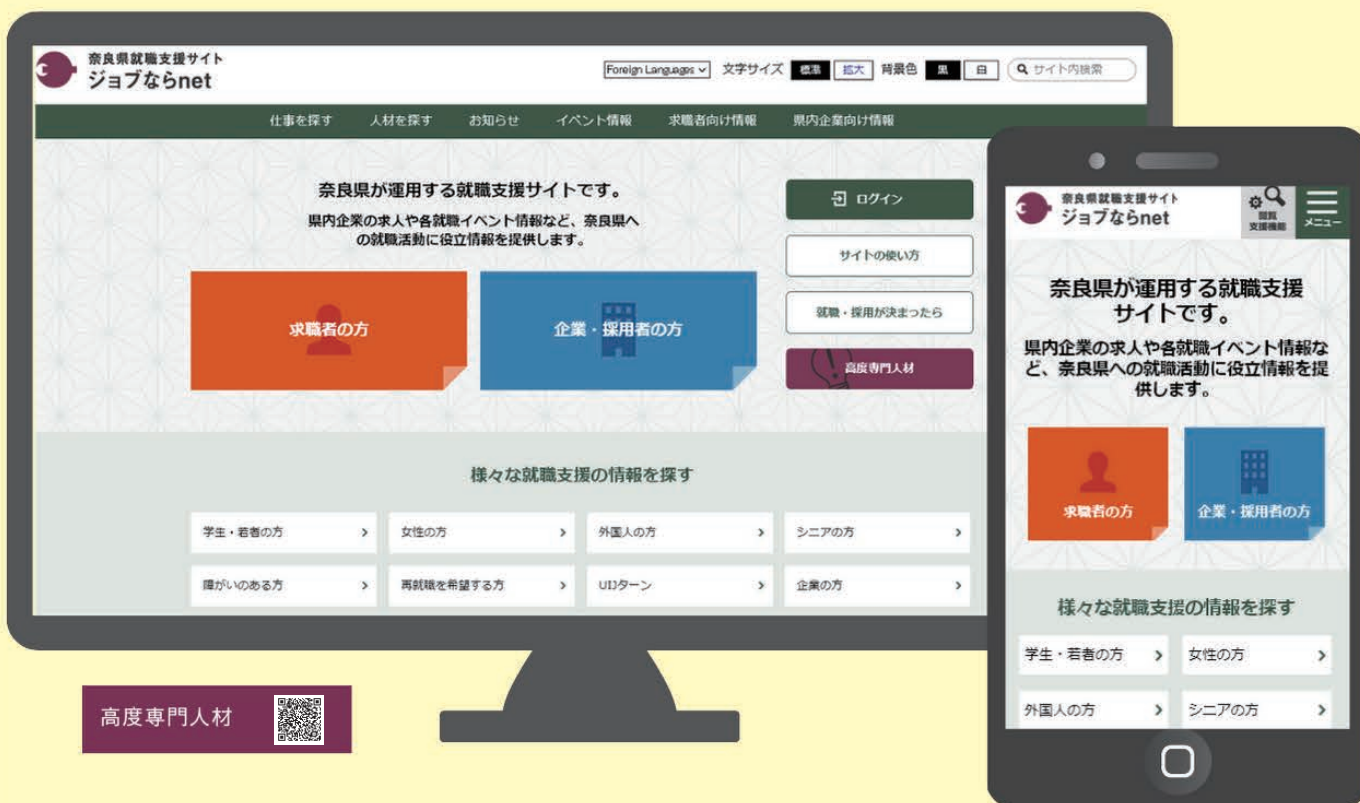 奈良県就職支援サイト
ジョブならnet
Foreign Languages
文字サイズ 標準 拡大 背景色 黒 白 サイト内検索
仕事を探す 人材を探す お知らせ イベント情報 求職者向け情報 県内企業向け情報
奈良県が運用する就職支援サイトです。
県内企業の求人や各就職イベント情報など、奈良県へ
の就職活動に役立情報を提供します。
求職者の方
企業・採用者の方
ログイン
サイトの使い方
就職・採用が決まったら
高度専門人材
様々な就職支援の情報を探す
学生・若者の方 女性の方 外国人の方 シニアの方
障がいのある方 再就職を希望する方 UIJターン 企業の方
高度専門人材
奈良県就職支援サイト
ジョブならnet
閲覧
支援機能
メニュー
奈良県が運用する就職支援
サイトです。
県内企業の求人や各就職イベント情報な
ど、奈良県への就職活動に役立情報を提
供します。
求職者の方
企業・採用者の方
様々な就職支援の情報を探す
学生・若者の方 女性の方
外国人の方 シニアの方